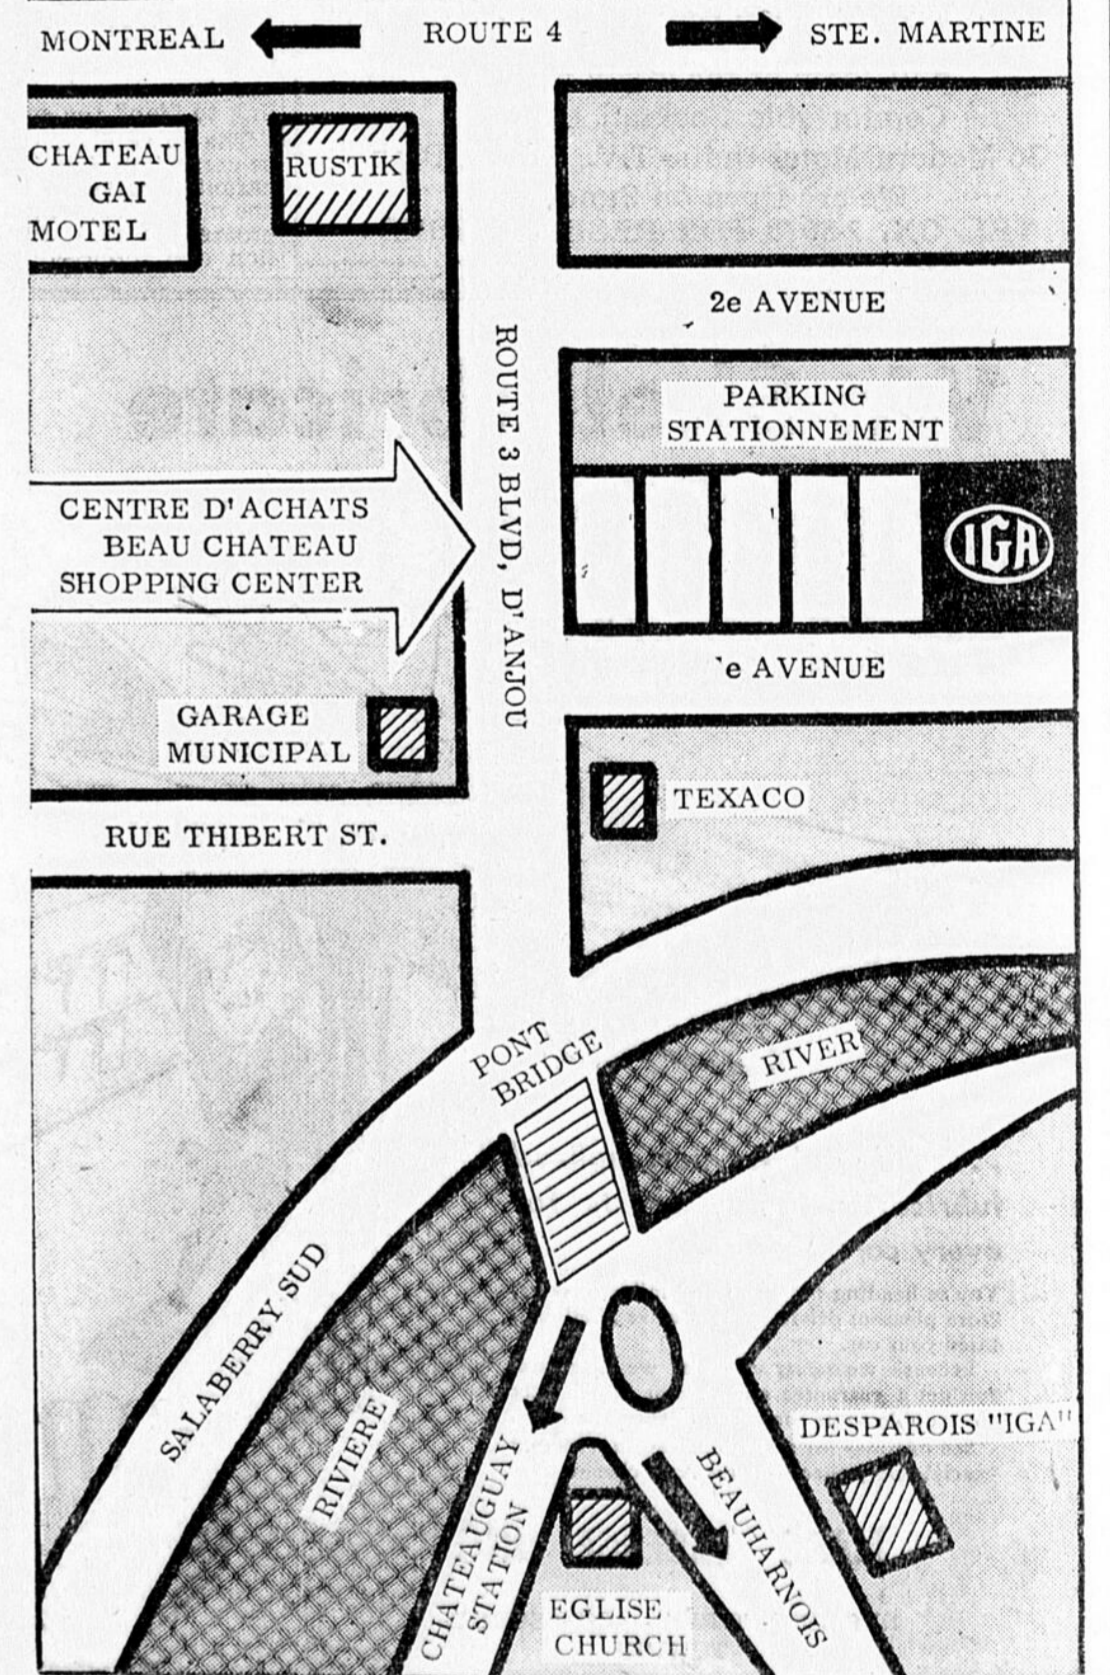 MONTREAL ROUTE 4 STE. MARTINE
CHATEAU
GAI
MOTEL
RUSTIK
2e AVENUE
ROUTE 3 BLVD, D'ANJOU
PARKING
STATIONNEMENT
CENTRE D'ACHATS
BEAU CHATEAU
SHOPPING CENTER
IGA
'e AVENUE
GARAGE
MUNICIPAL
TEXACO
RUE THIBERT ST.
PONT
BRIDGE
RIVER
SALABERRY SUD
RIVIERE
DESPAROIS "IGA"
CHATEAUGUAY
STATION
BEAUHARNOIS
EGLISE
CHURCH